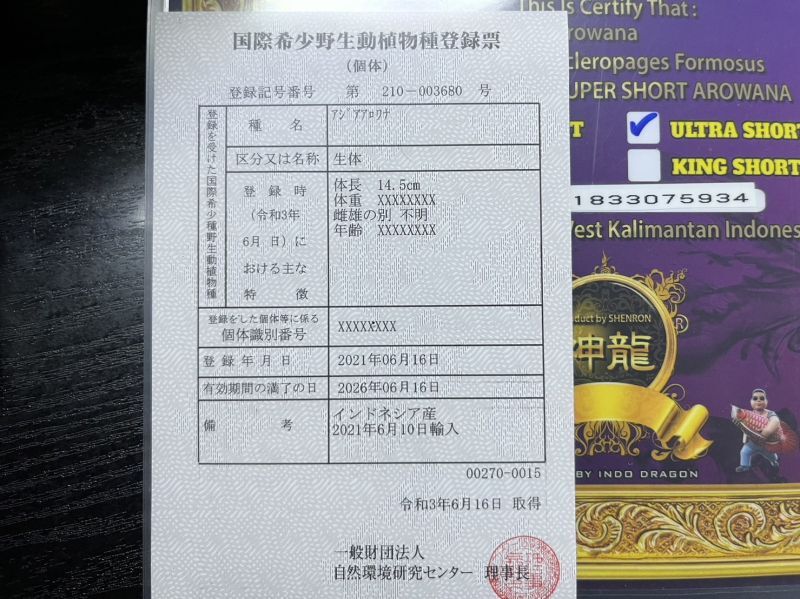 国際希少野生動植物種登録票
(個体)
登録記号番号 第 210-003680 号
登録を受けた国際希少野生動植物種
種名 アジアアロワナ
区分又は名称 生体
登録時
(令和3年
6月 日)に
おける主な
特徴
体長 14.5cm
体重 XXXXXXXX
雌雄の別 不明
年齢 XXXXXXXX
登録をした個体等に係る
個体識別番号
XXXXXXXX
登録年月日 2021年06月16日
有効期間の満了の日 2026年06月16日
備考
インドネシア産
2021年6月10日輸入
00270-0015
令和3年6月16日 取得
一般財団法人
自然環境研究センター 理事長
This Is Certify That :
rowana
cleropages Formosus
UPER SHORT AROWANA
T ULTRA SHOR
KING SHORT
1833075934
West Kalimantan Indones
duct by SHENRON
神龍
®
BY INDO DRAGON